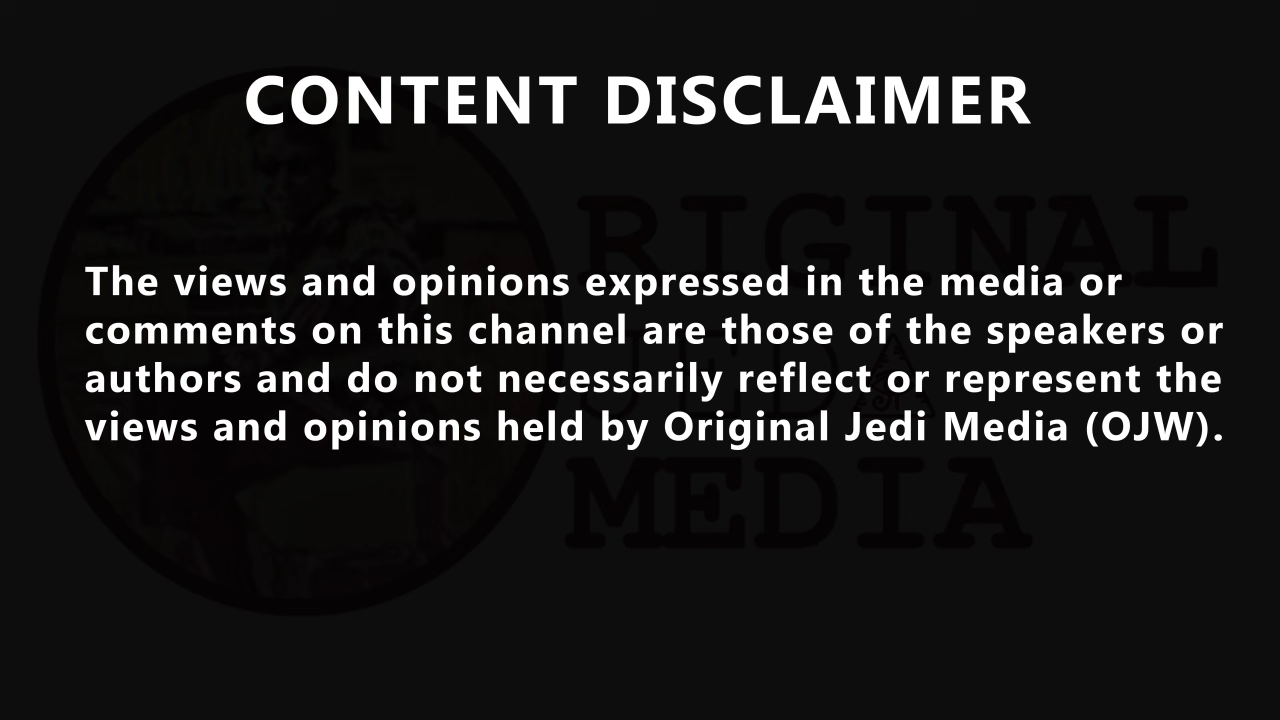 CONTENT DISCLAIMER
RIGINAL
The views and opinions expressed in the media or
comments on this channel are those of the speakers or
authors and do not necessarily reflect or represent the
views and opinions held by Original Jedi Media (OJW).
MEDIA